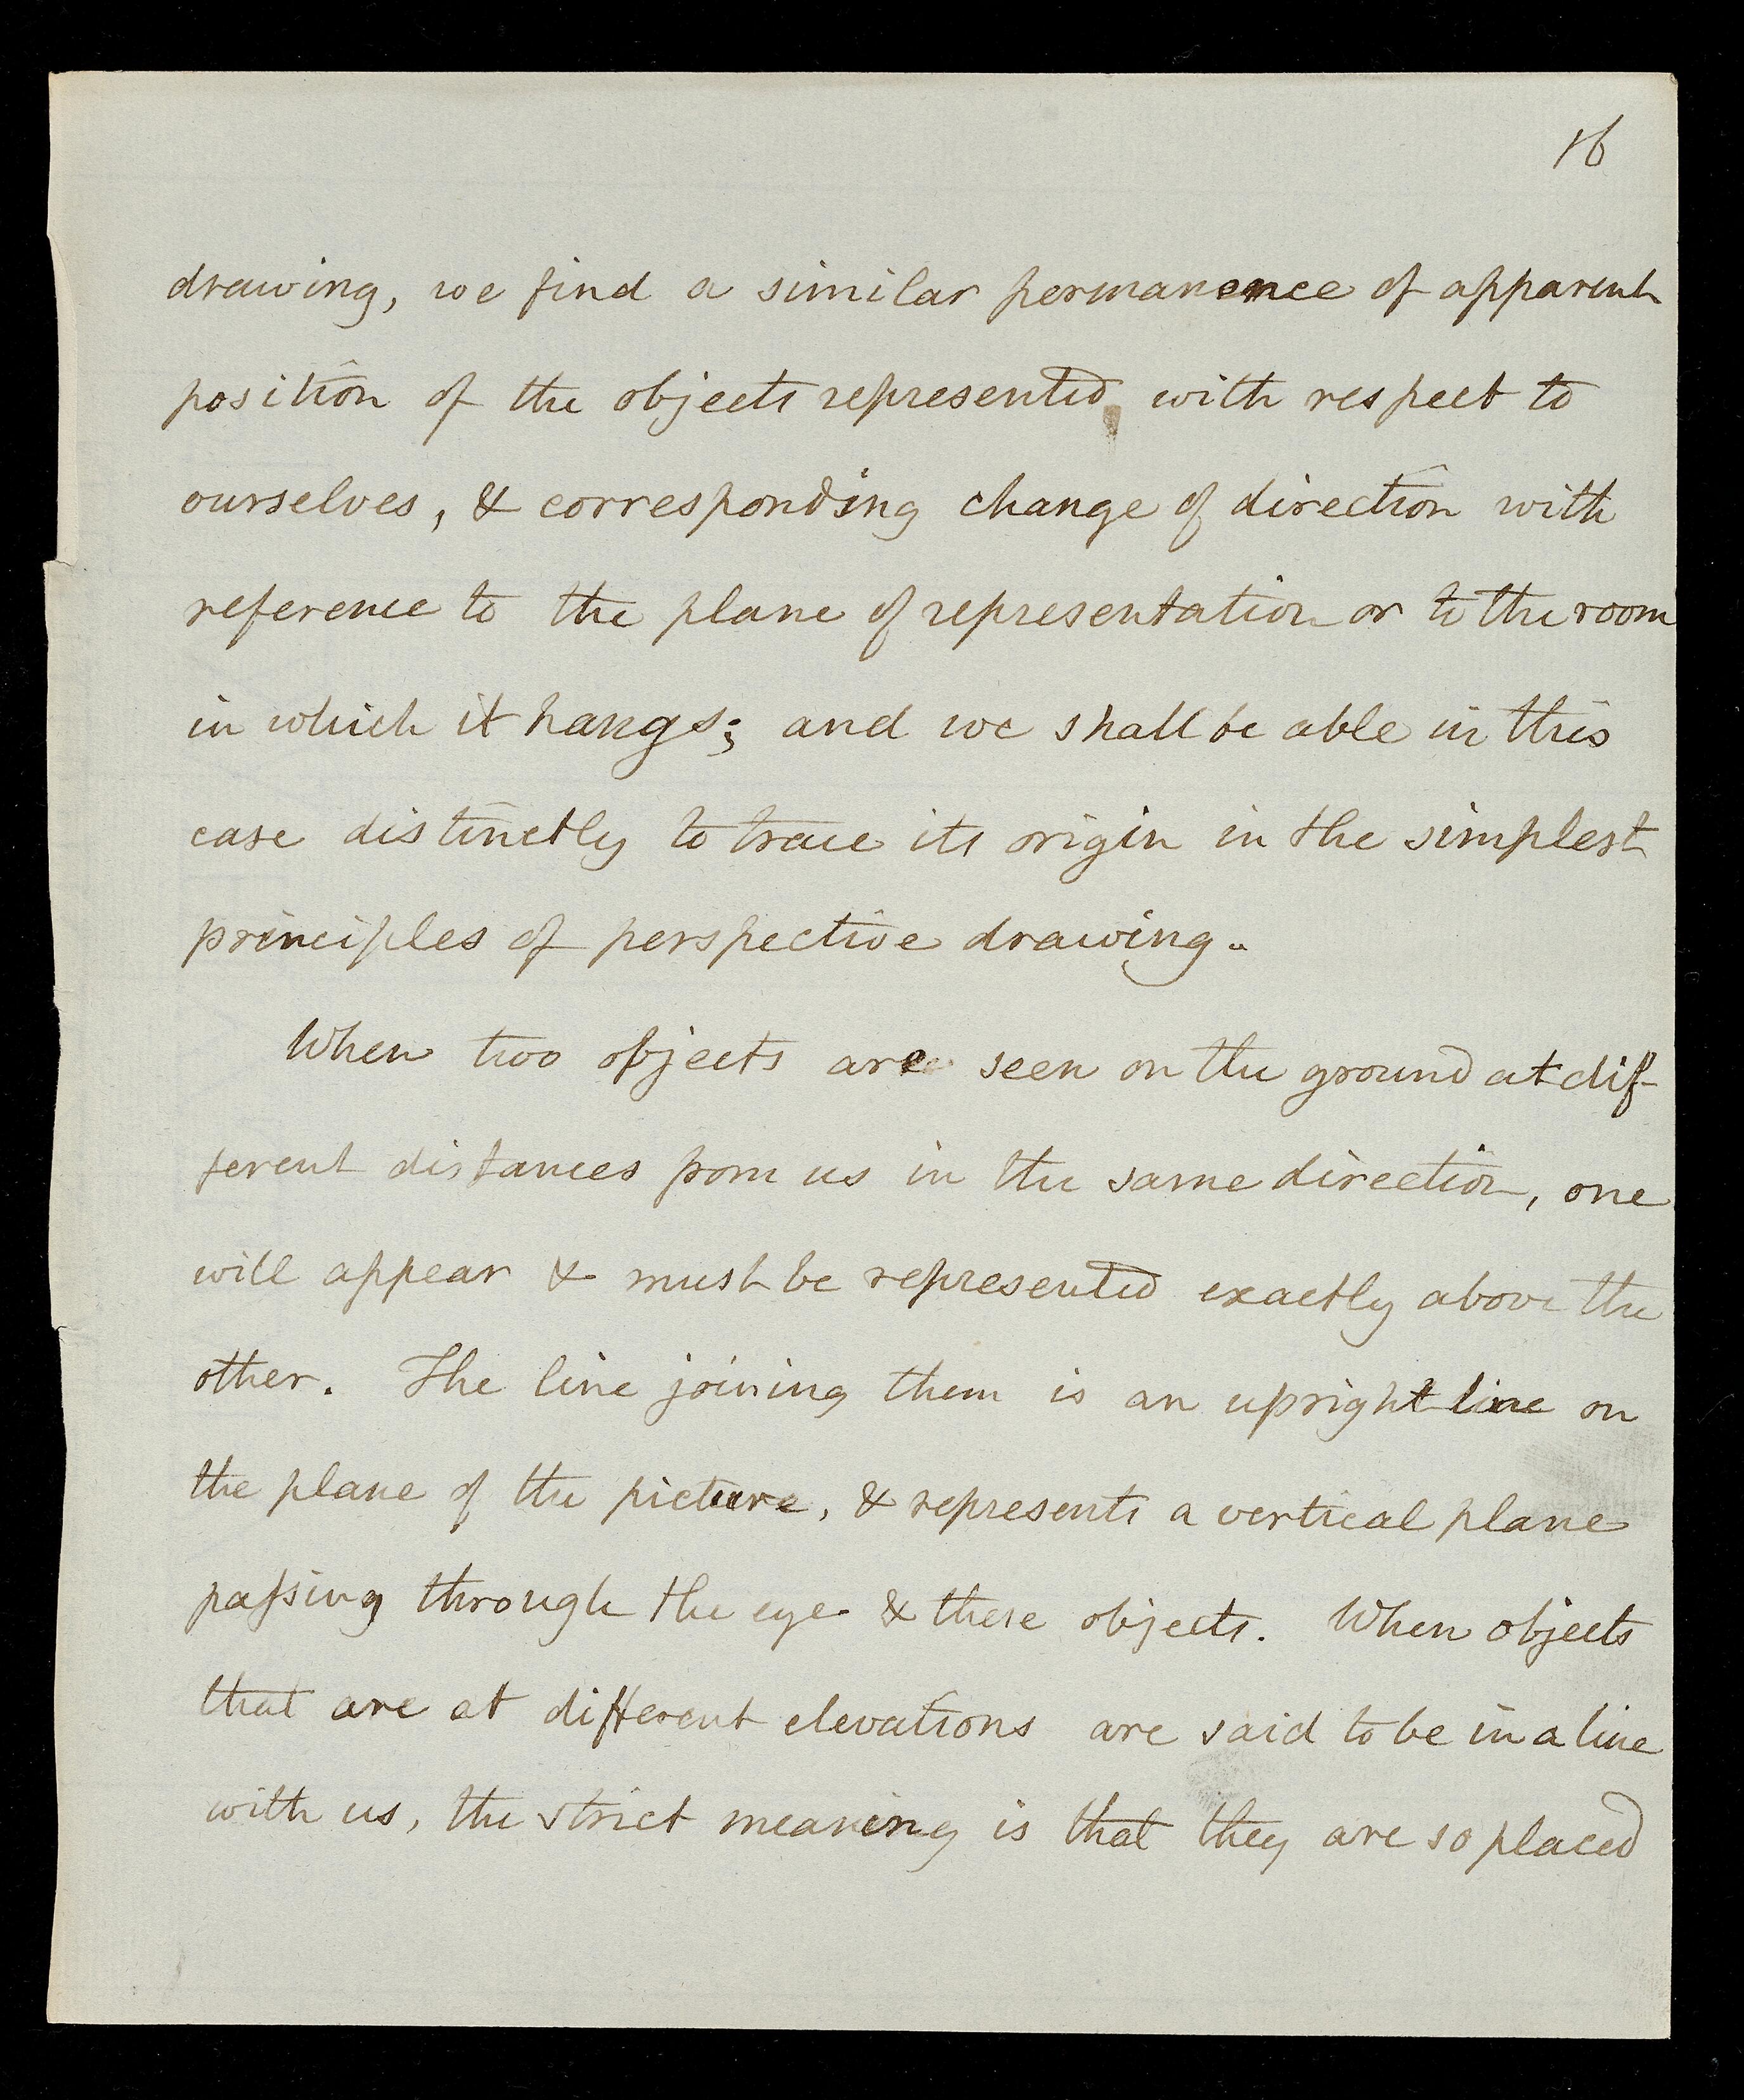 16
drawing, we find a similar permanence of apparent
position of the objects represented with respect to
ourselves, & corresponding change of direction with
reference to the plane of representation or to the room
in which it hangs; and we shall be able in this
case distinctly to trace its origin in the simplest
principles of perspective drawing.
When two objects are seen on the ground at dif-
ferent distances from us in the same direction, one
will appear & must be represented exactly above the
other. The line joining them is an upright line on
the plane of the picture, & represents a vertical plane
passing through the eye & these objects. When objects
that are at different elevations are said to be in a line
with us, the strict meaning is that they are so placed